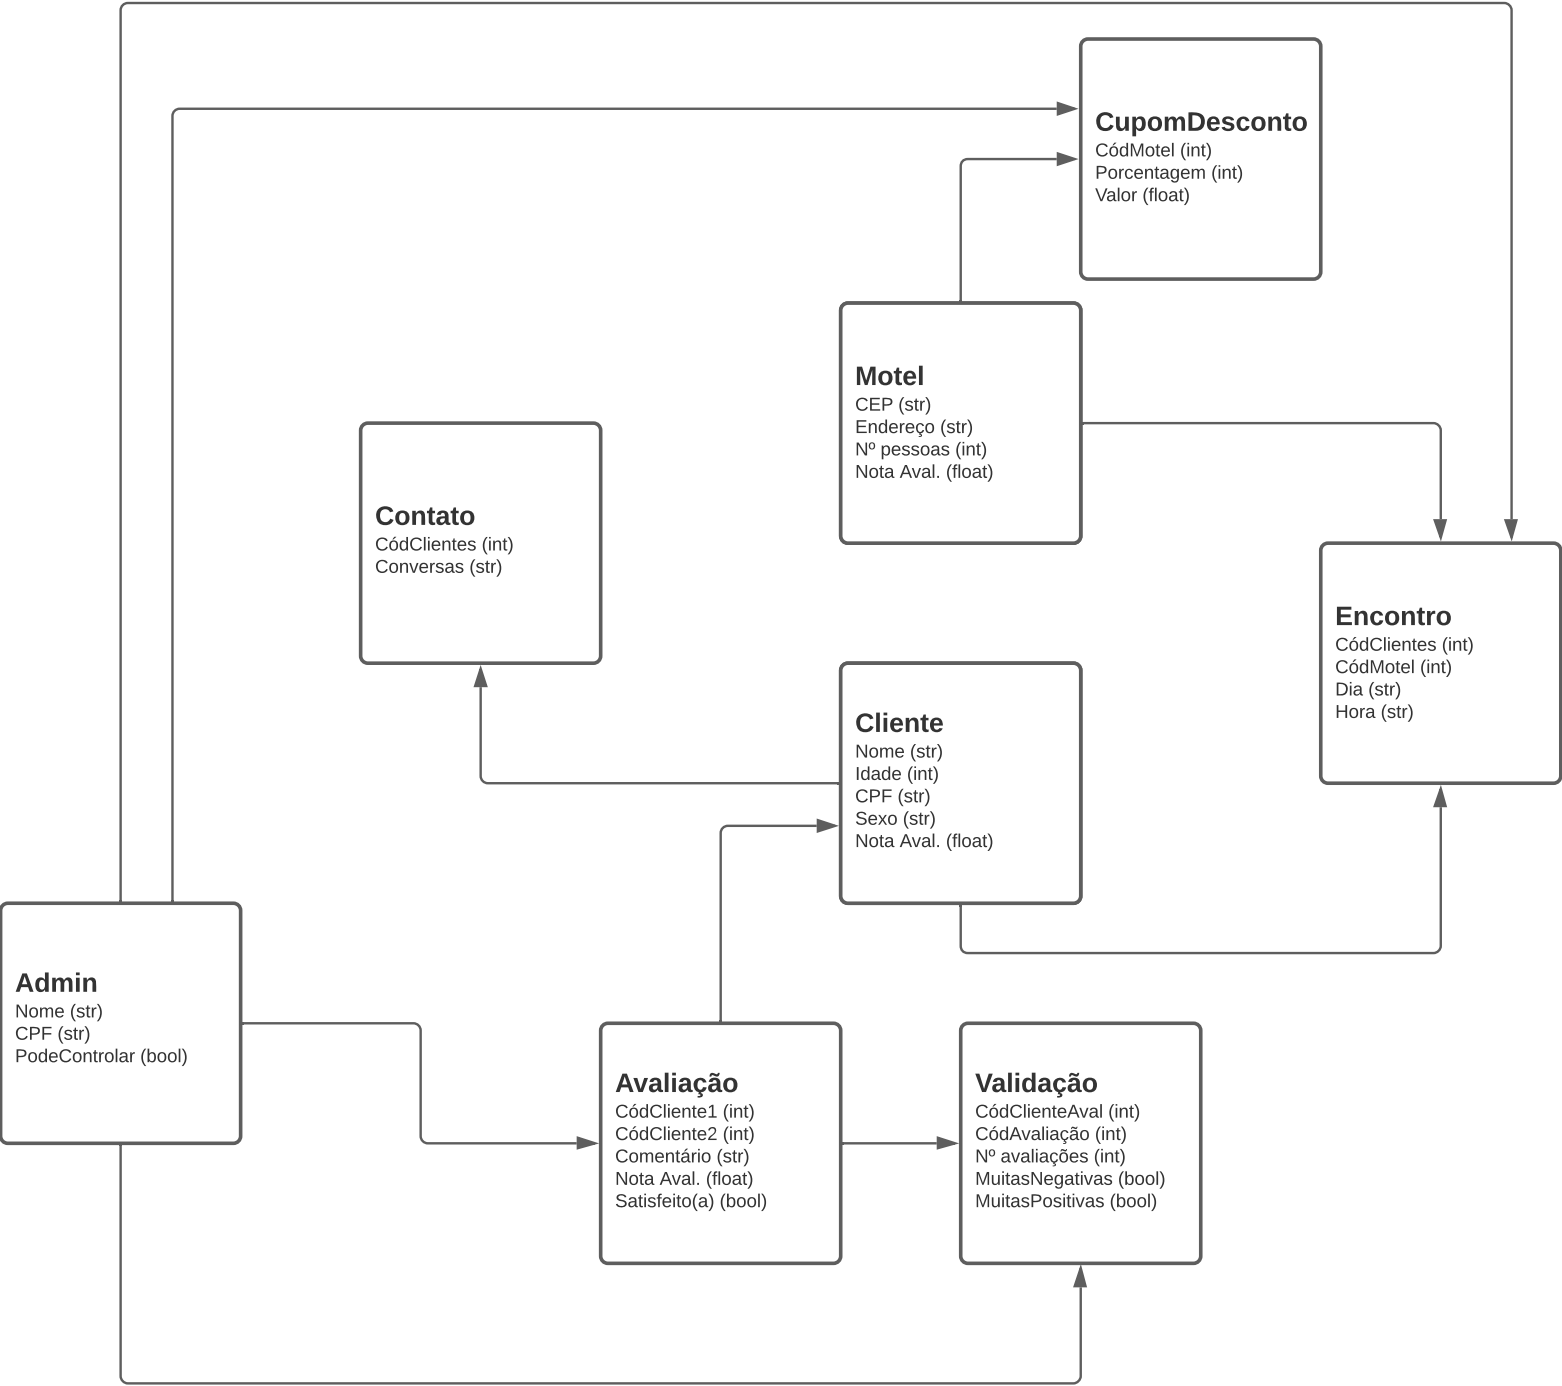 CupomDesconto
CódMotel (int)
Porcentagem (int)
Valor (float)
Motel
CEP (str)
Endereço (str)
Nº pessoas (int)
Nota Aval. (float)
Contato
CódClientes (int)
Conversas (str)
Encontro
CódClientes (int)
CódMotel (int)
Dia (str)
Hora (str)
Cliente
Nome (str)
Idade (int)
CPF (str)
Sexo (str)
Nota Aval. (float)
Admin
Nome (str)
CPF (str)
PodeControlar (bool)
Avaliação
CódCliente1 (int)
CódCliente2 (int)
Comentário (str)
Nota Aval. (float)
Satisfeito(a) (bool)
Validação
CódClienteAval (int)
CódAvaliação (int)
Nº avaliações (int)
MuitasNegativas (bool)
MuitasPositivas (bool)